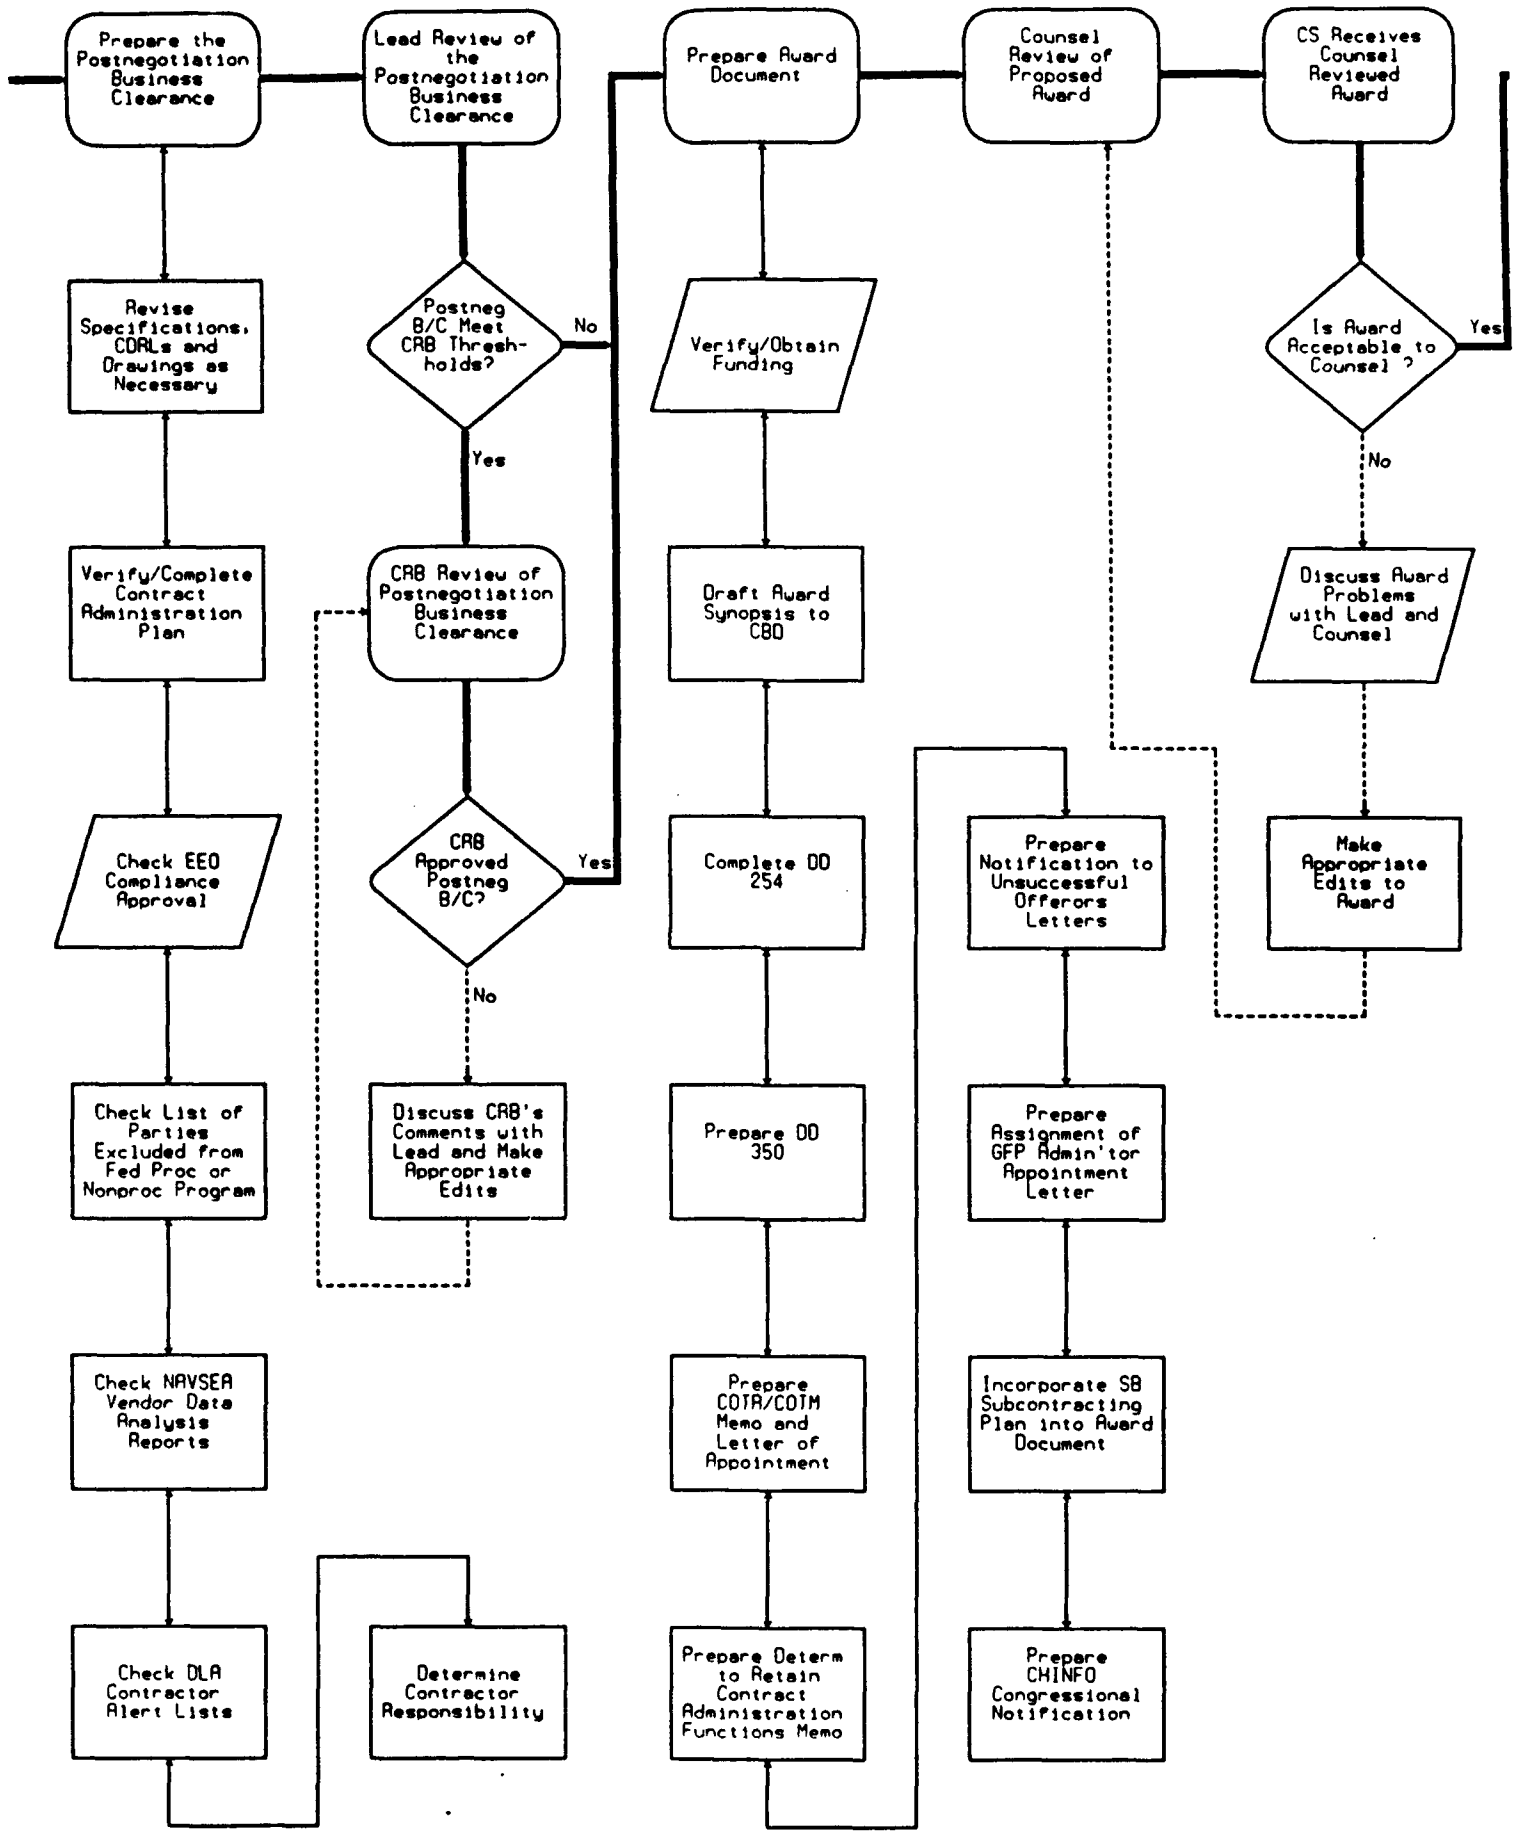 Prepare the
Postnegotiation
Business
Clearance
Lead Review of
the
Postnegotiation
Business
Clearance
Prepare Award
Document
Counsel
Review of
Proposed
Award
CS Receives
Counsel
Reviewed
Award
Revise
Specifications,
CDRLs and
Drawings as
Necessary
Postneg
B/C Meet
CRB Thresh-
holds?
No
Yes
Verify/Obtain
Funding
Is Award
Acceptable to
Counsel ?
Yes
No
Verify/Complete
Contract
Administration
Plan
CRB Review of
Postnegotiation
Business
Clearance
Draft Award
Synopsis to
CBD
Discuss Award
Problems
with Lead and
Counsel
Check EEO
Compliance
Approval
CRB
Approved
Postneg
B/C?
Yes
No
Complete DD
254
Prepare
Notification to
Unsuccessful
Offerors
Letters
Make
Appropriate
Edits to
Award
Check List of
Parties
Excluded from
Fed Proc or
Nonproc Program
Discuss CRB's
Comments with
Lead and Make
Appropriate
Edits
Prepare DD
350
Prepare
Assignment of
GFP Admin'tor
Appointment
Letter
Check NAVSEA
Vendor Data
Analysis
Reports
Prepare
COTR/COTM
Memo and
Letter of
Appointment
Incorporate SB
Subcontracting
Plan into Award
Document
Check DLA
Contractor
Alert Lists
Determine
Contractor
Responsibility
Prepare Determ
to Retain
Contract
Administration
Functions Memo
Prepare
CHINFO
Congressional
Notification